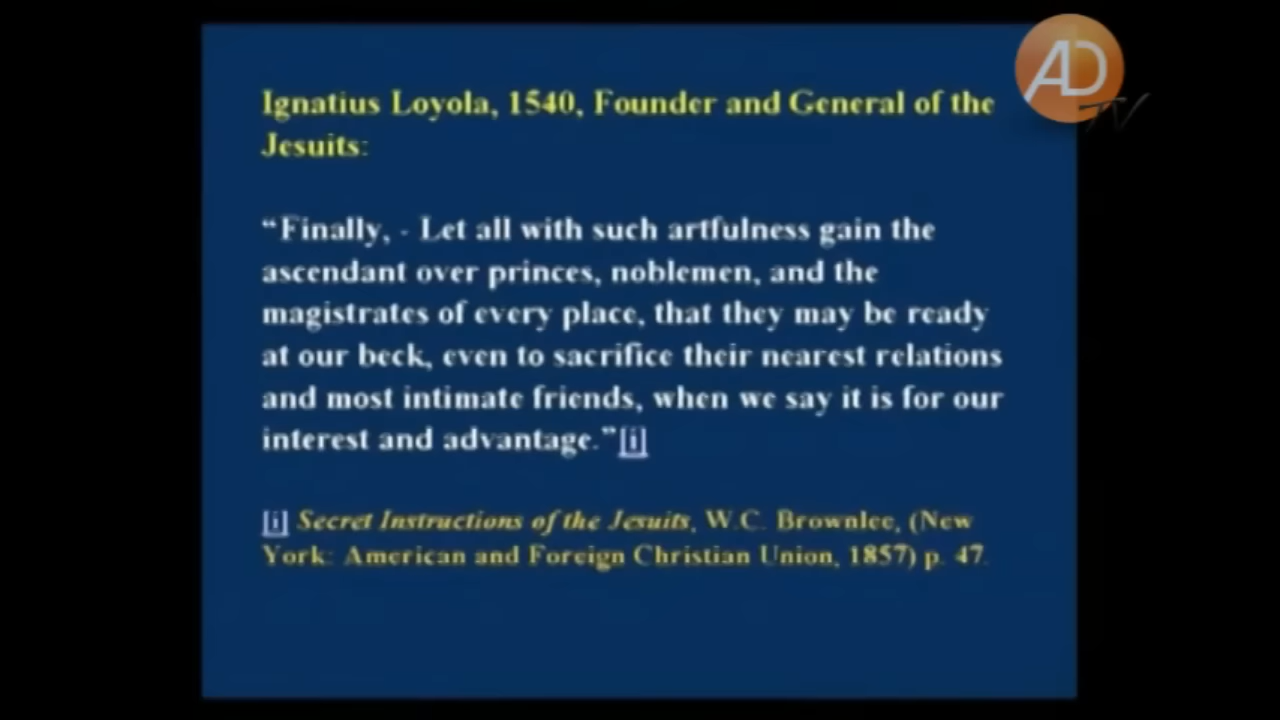 AD
TV
Ignatius Loyola, 1540, Founder and General of the
Jesuits:
“Finally, - Let all with such artfulness gain the
ascendant over princes, noblemen, and the
magistrates of every place, that they may be ready
at our beck, even to sacrifice their nearest relations
and most intimate friends, when we say it is for our
interest and advantage.”[i]
[i] Secret Instructions of the Jesuits, W.C. Brownlee, (New
York: American and Foreign Christian Union, 1857) p. 47.